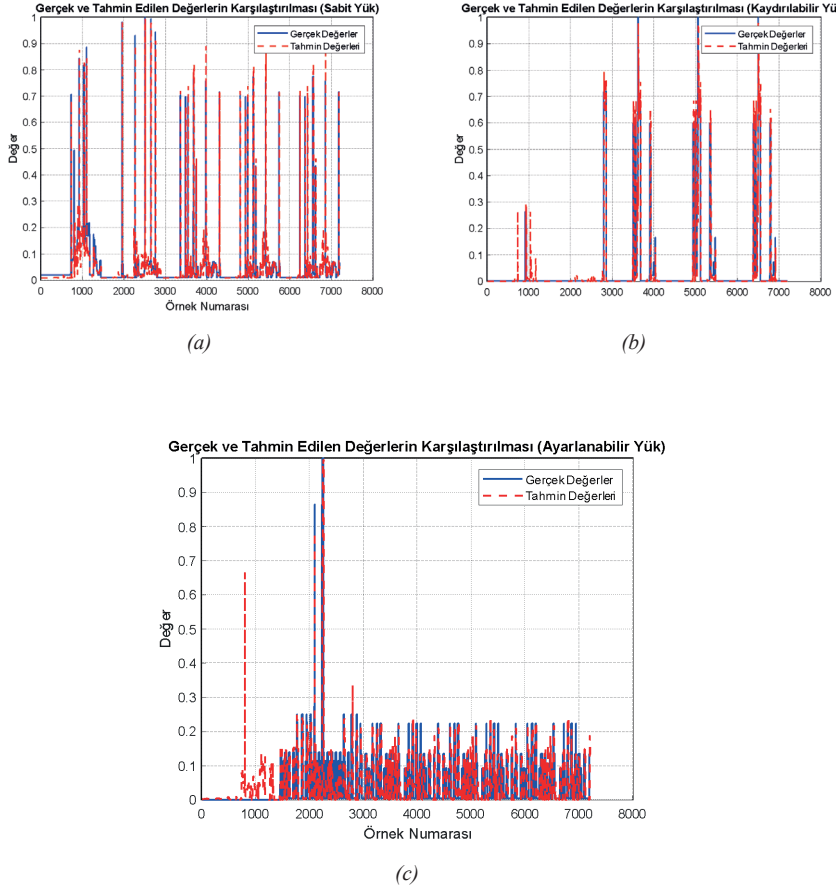 Gerçek ve Tahmin Edilen Değerlerin Karşılaştırılması (Sabit Yük)
Gerçek Değerler
Tahmin Değerleri
Değer
1
0.9
0.8
0.7
0.6
0.5
0.4
0.3
0.2
0.1
0
0 1000 2000 3000 4000 5000 6000 7000 8000
Örnek Numarası
(a)
Gerçek ve Tahmin Edilen Değerlerin Karşılaştırılması (Kaydırılabilir Yü
Gerçek Değerler
Tahmin Değerleri
Değer
1
0.9
0.8
0.7
0.6
0.5
0.4
0.3
0.2
0.1
0
0 1000 2000 3000 4000 5000 6000 7000 8000
Örnek Numarası
(b)
Gerçek ve Tahmin Edilen Değerlerin Karşılaştırılması (Ayarlanabilir Yük)
Gerçek Değerler
Tahmin Değerleri
Değer
1
0.9
0.8
0.7
0.6
0.5
0.4
0.3
0.2
0.1
0
0 1000 2000 3000 4000 5000 6000 7000 8000
Örnek Numarası
(c)